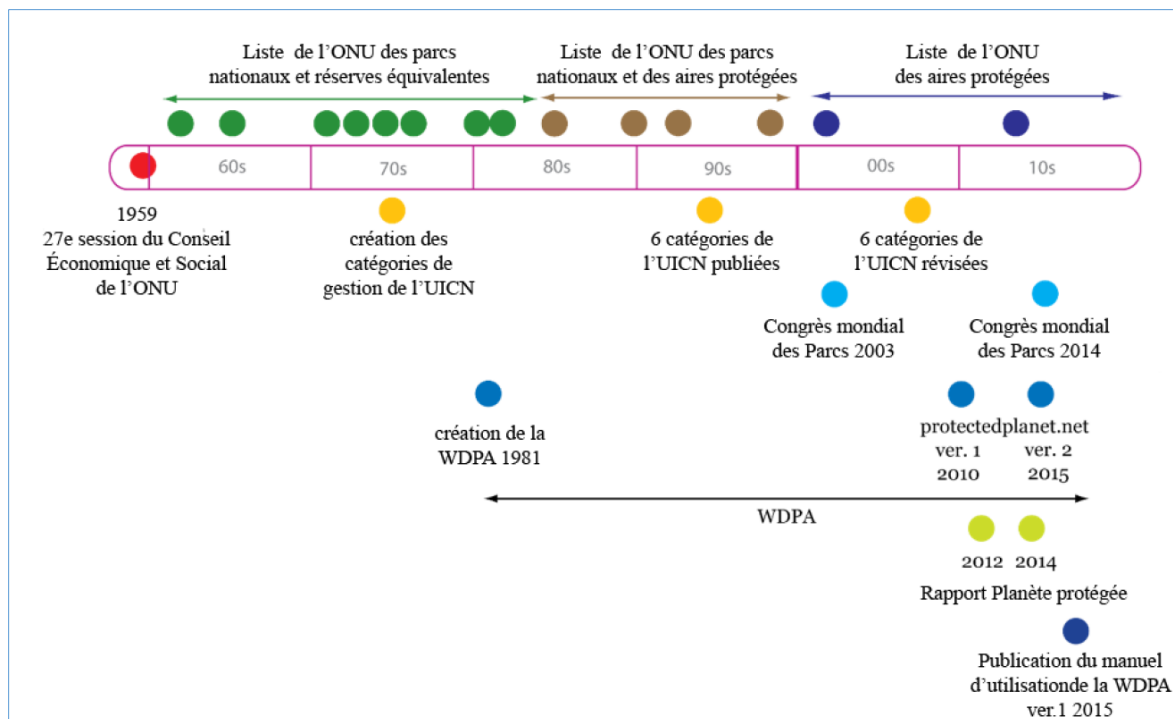 Liste de l'ONU des parcs
nationaux et réserves équivalentes
Liste de l'ONU des parcs
nationaux et des aires protégées
Liste de l'ONU
des aires protégées
60s
70s
80s
90s
00s
10s
1959
27e session du Conseil
Économique et Social
de l'ONU
création des
catégories de
gestion de l'UICN
6 catégories de
l'UICN publiées
6 catégories de
l'UICN révisées
Congrès mondial
des Parcs 2003
Congrès mondial
des Parcs 2014
création de la
WDPA 1981
protectedplanet.net
ver. 1
2010
ver. 2
2015
WDPA
2012
2014
Rapport Planète protégée
Publication du manuel
d'utilisationde la WDPA
ver.1 2015